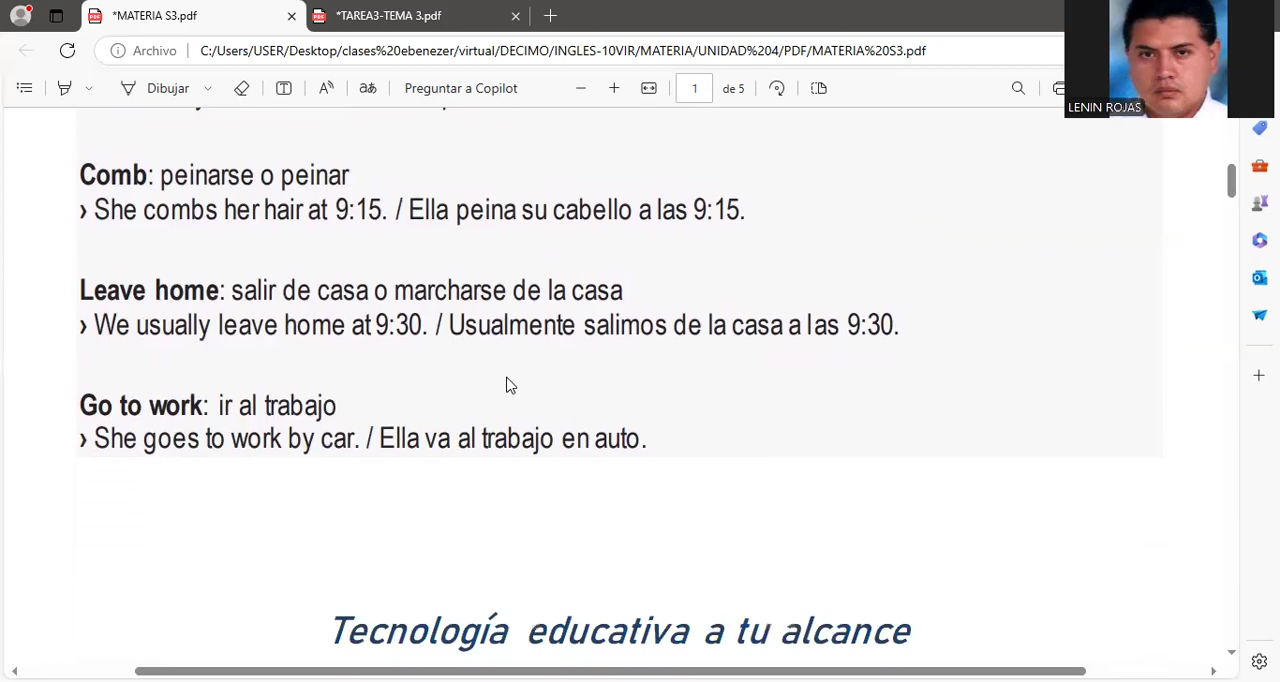 *MATERIA S3.pdf
*TAREA3-TEMA 3.pdf
Archivo
C:/Users/USER/Desktop/clases%20ebenezer/virtual/DECIMO/INGLES-10VIR/MATERIA/UNIDAD%204/PDF/MATERIA%20S3.pdf
Dibujar
Preguntar a Copilot
1
de 5
LENIN ROJAS
Comb: peinarse o peinar
› She combs her hair at 9:15. / Ella peina su cabello a las 9:15.
Leave home: salir de casa o marcharse de la casa
› We usually leave home at 9:30. / Usualmente salimos de la casa a las 9:30.
Go to work: ir al trabajo
› She goes to work by car. / Ella va al trabajo en auto.
Tecnología educativa a tu alcance